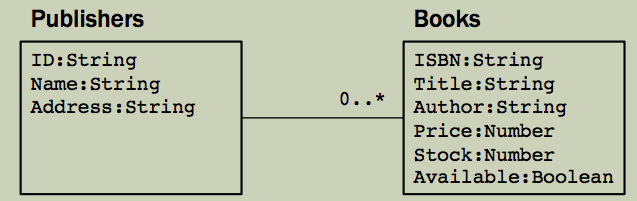 Publishers
ID:String
Name:String
Address:String
0..*
Books
ISBN:String
Title:String
Author:String
Price:Number
Stock:Number
Available:Boolean